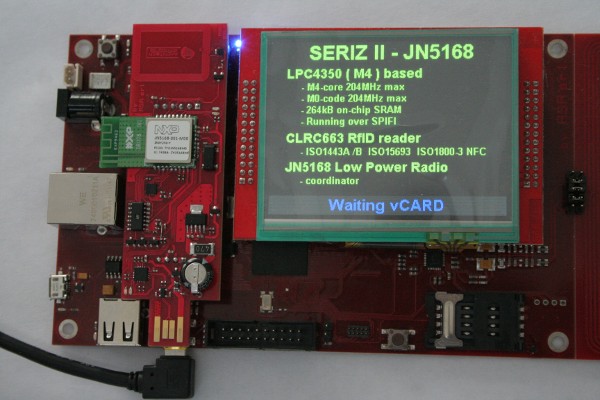 SERIZ II - JN5168
LPC4350 ( M4 ) based
- M4-core 204MHz max
- M0-code 204MHz max
- 264kB on-chip SRAM
- Running over SPIFI
CLRC663 RfID reader
- ISO1443A /B ISO15693 ISO1800-3 NFC
JN5168 Low Power Radio
- coordinator
Waiting vCARD
NXP
NXP